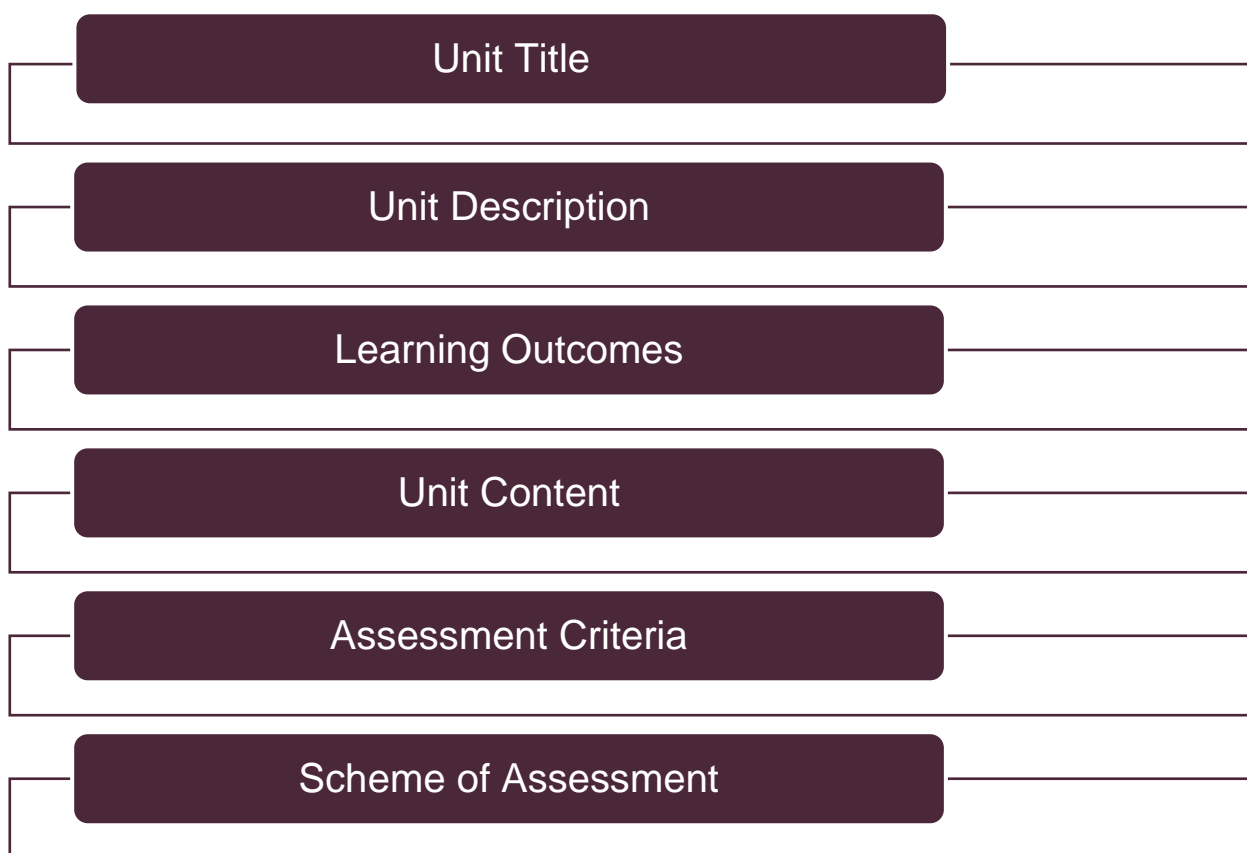 Unit Title
Unit Description
Learning Outcomes
Unit Content
Assessment Criteria
Scheme of Assessment